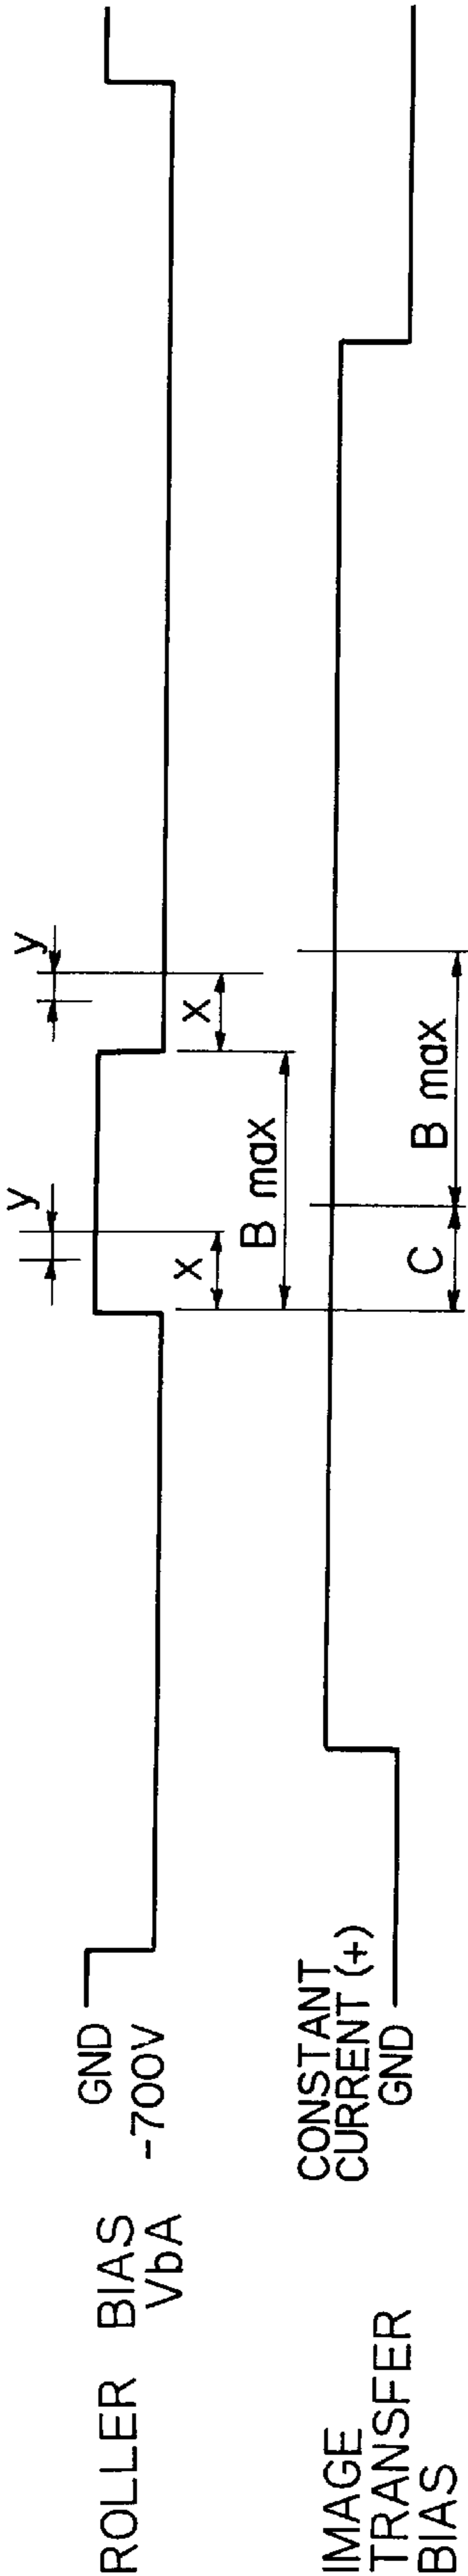 ROLLER BIAS
VbA
GND
-700V
y
y
x
x
B max
IMAGE
TRANSFER
BIAS
CONSTANT
CURRENT (+)
GND
C
B max